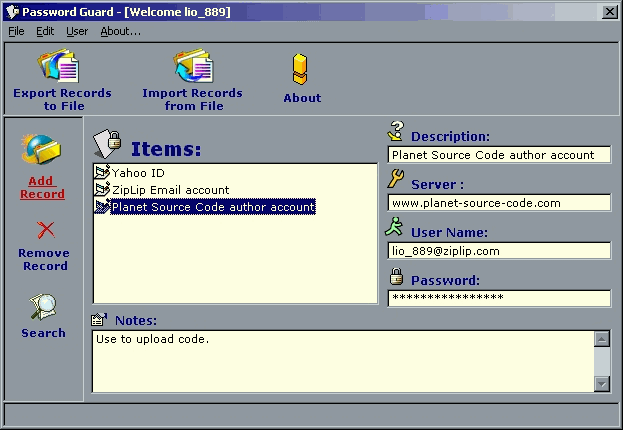 Password Guard - [Welcome lio_889]
File Edit User About...
Export Records
to File
Import Records
from File
About
Add
Record
Remove
Record
Search
Items:
Yahoo ID
ZipLip Email account
Planet Source Code author account
Description:
Planet Source Code author account
Server :
www.planet-source-code.com
User Name:
lio_889@ziplip.com
Password:
****************
Notes:
Use to upload code.